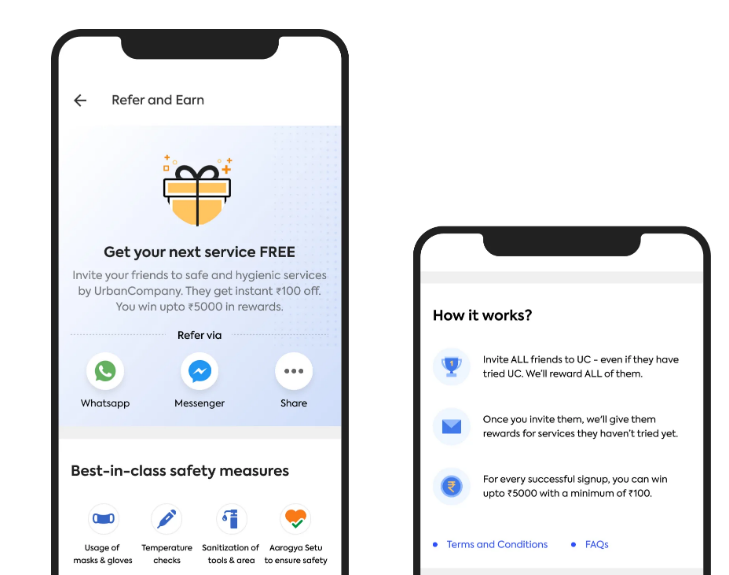 Refer and Earn
Get your next service FREE
Invite your friends to safe and hygienic services
by UrbanCompany. They get instant ₹100 off.
You win upto ₹5000 in rewards.
Refer via
Whatsapp
Messenger
Share
Best-in-class safety measures
Usage of
masks & gloves
Temperature
checks
Sanitization of
tools & area
Aarogya Setu
to ensure safety
How it works?
1
Invite ALL friends to UC - even if they have
tried UC. We'll reward ALL of them.
Once you invite them, we'll give them
rewards for services they haven't tried yet.
₹
For every successful signup, you can win
upto ₹5000 with a minimum of ₹100.
• Terms and Conditions
• FAQs